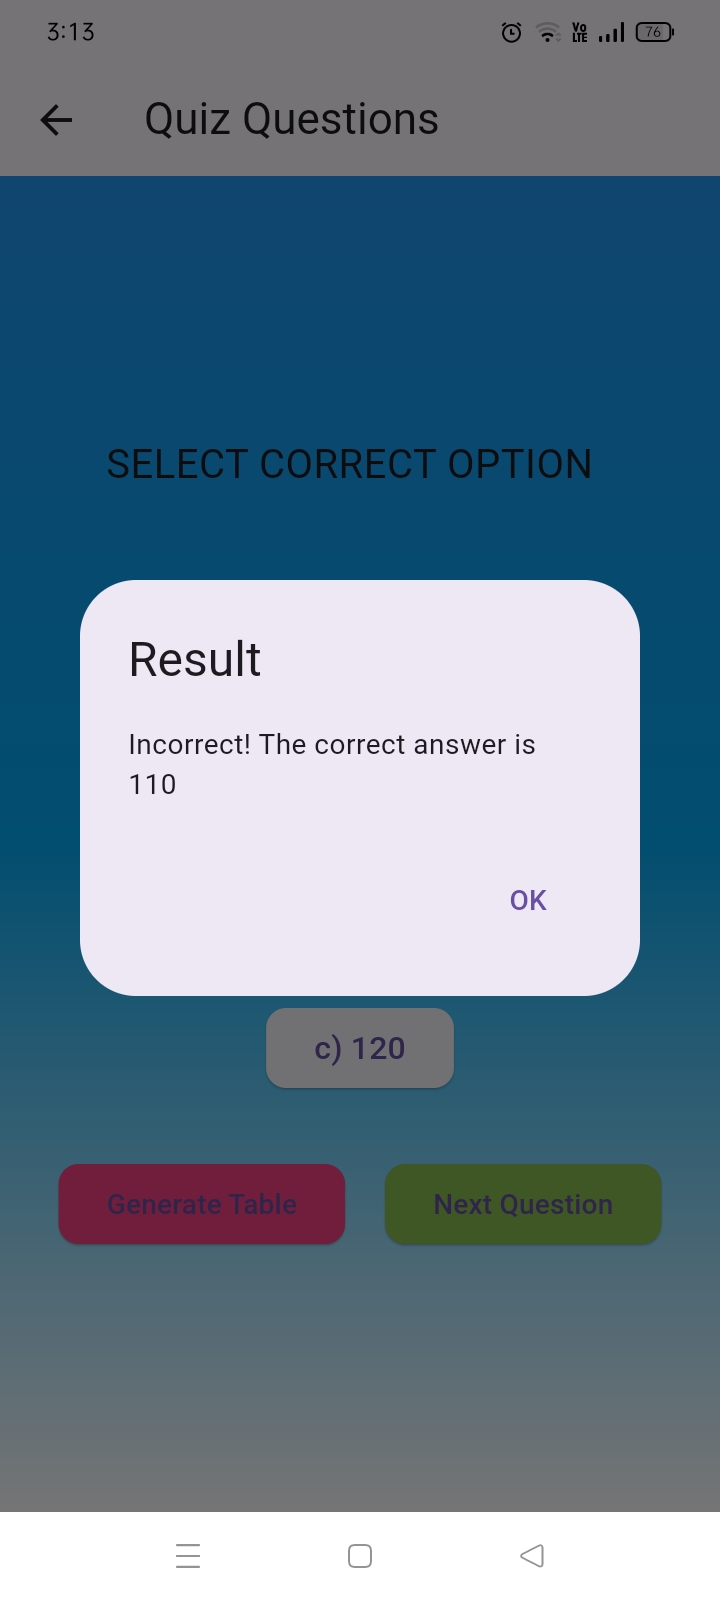 3:13
Vo
LTE
76
Quiz Questions
SELECT CORRECT OPTION
Result
Incorrect! The correct answer is
110
OK
c) 120
Generate Table
Next Question